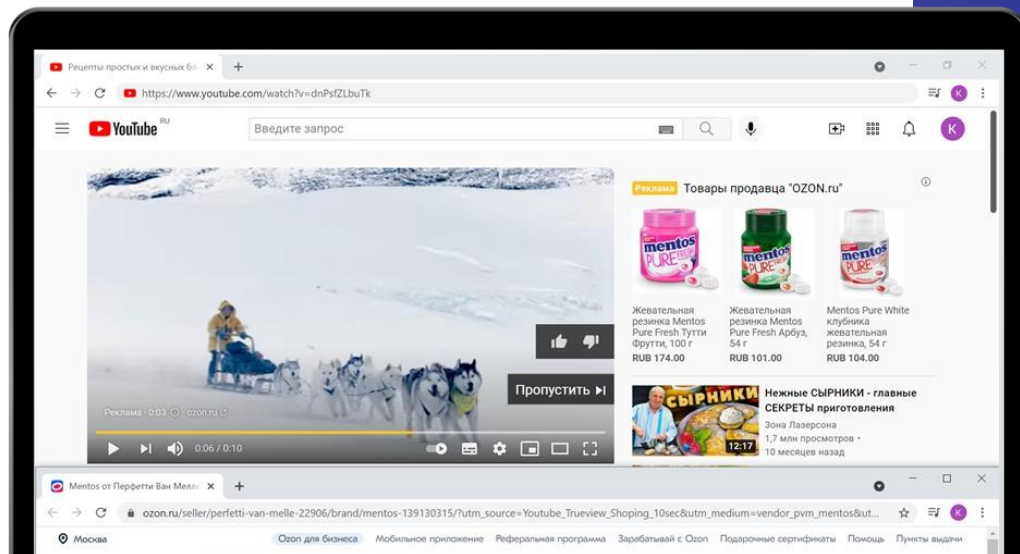 Рецепты простых и вкусных бл
https://www.youtube.com/watch?v=dnPsfZLbuTk
K
YouTube RU
Введите запрос
K
Реклама Товары продавца "OZON.ru"
mentos
PURE FRESH
mentos
PURE FRESH
mentos
PURE
Жевательная
резинка Mentos
Pure Fresh Тутти
Фрутти, 100 г
RUB 174.00
Жевательная
резинка Mentos
Pure Fresh Арбуз,
54 г
RUB 101.00
Mentos Pure White
клубника
жевательная
резинка, 54 г
RUB 104.00
Пропустить
Реклама · 0:03 ozon.ru
0:06 / 0:10
СЫРНИКИ
12:17
Нежные СЫРНИКИ - главные
СЕКРЕТЫ приготовления
Зона Лазерсона
1,7 млн просмотров •
10 месяцев назад
Mentos от Перфетти Ван Мелле
ozon.ru/seller/perfetti-van-melle-22906/brand/mentos-139130315/?utm_source=Youtube_Trueview_Shoping_10sec&utm_medium=vendor_pvm_mentos&ut...
K
Москва
Ozon для бизнеса Мобильное приложение Реферальная программа Зарабатывай с Ozon Подарочные сертификаты Помощь Пункты выдачи